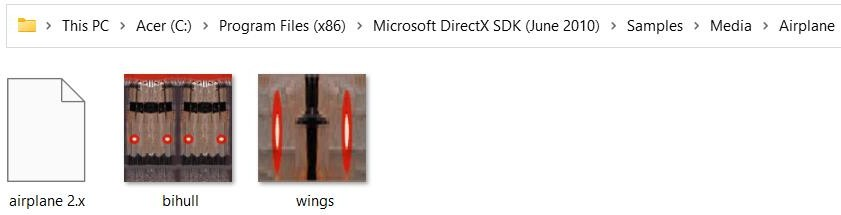 This PC > Acer (C:) > Program Files (x86) > Microsoft DirectX SDK (June 2010) > Samples > Media > Airplane
airplane 2.x bihull wings